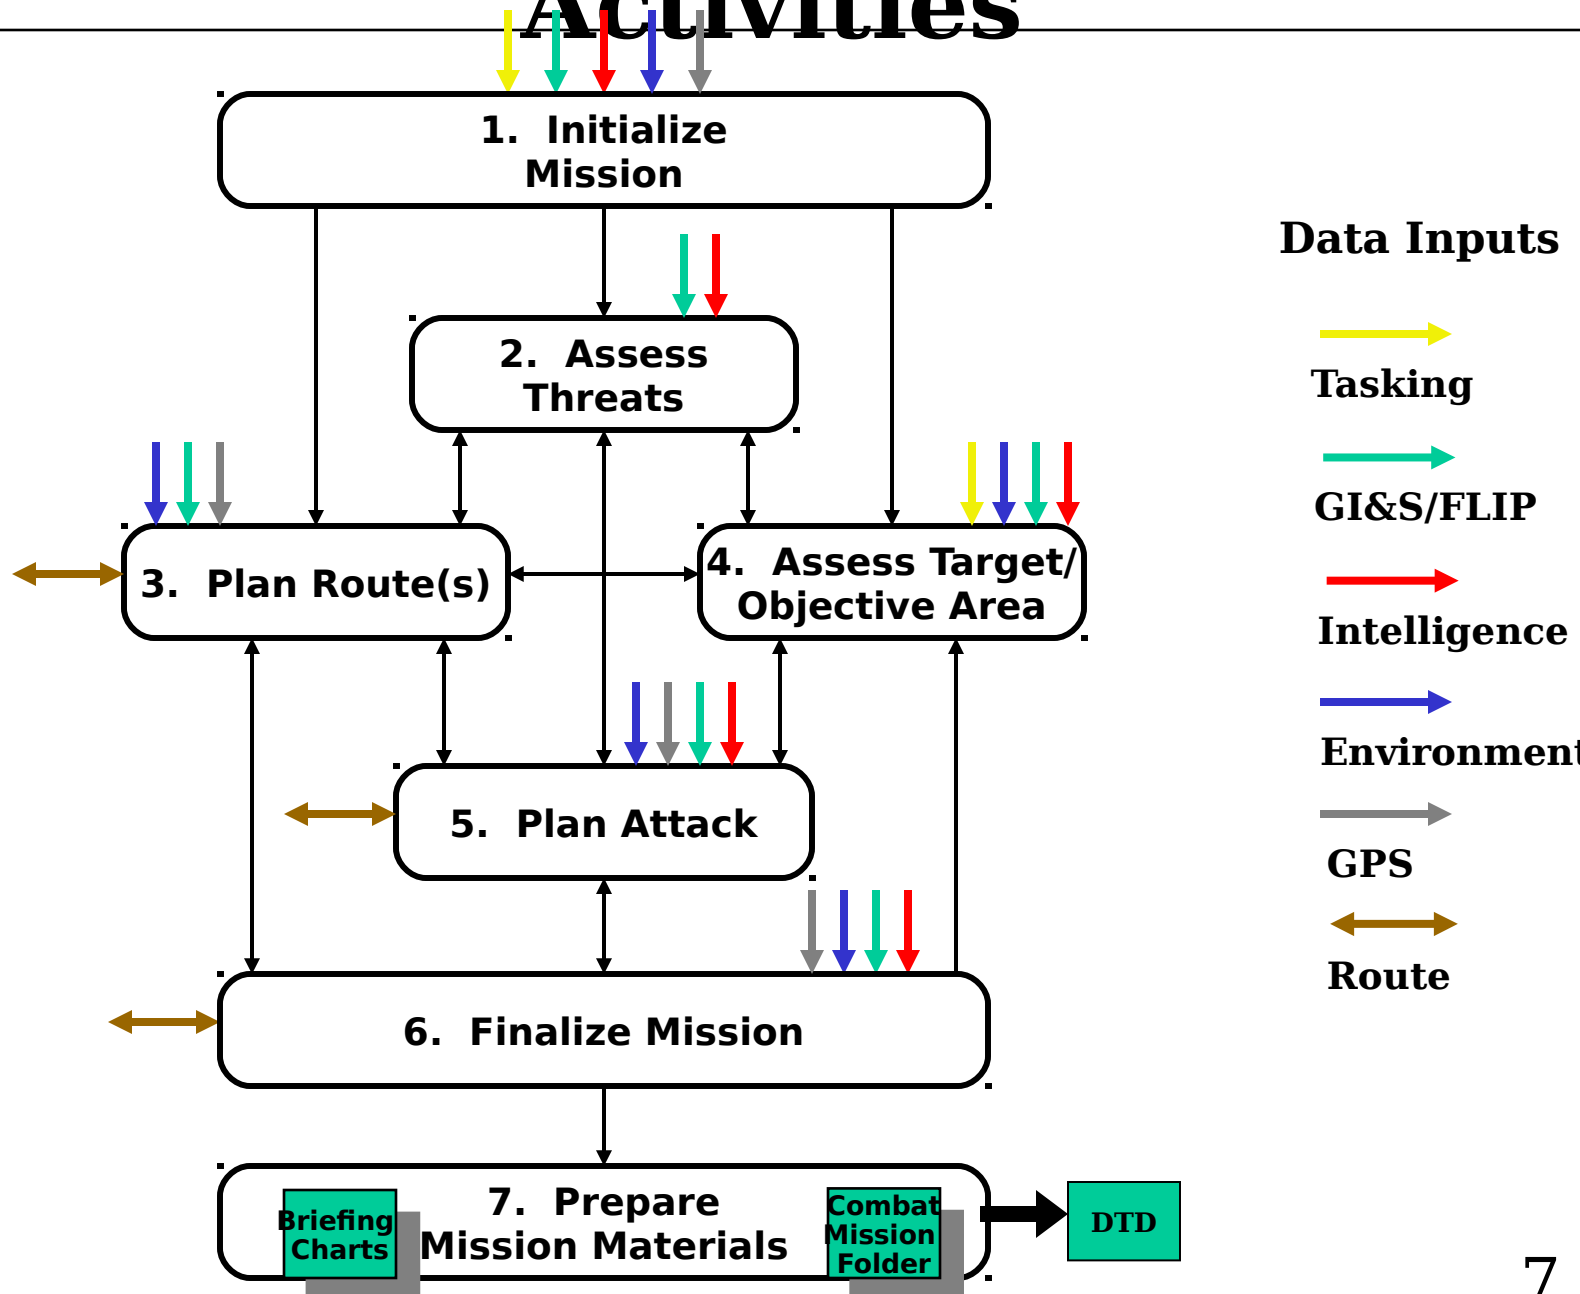 Activities
1. Initialize
Mission
2. Assess
Threats
3. Plan Route(s)
4. Assess Target/
Objective Area
5. Plan Attack
6. Finalize Mission
7. Prepare
Mission Materials
Briefing
Charts
Combat
Mission
Folder
DTD
Data Inputs
Tasking
GI&S/FLIP
Intelligence
Environment
GPS
Route
7